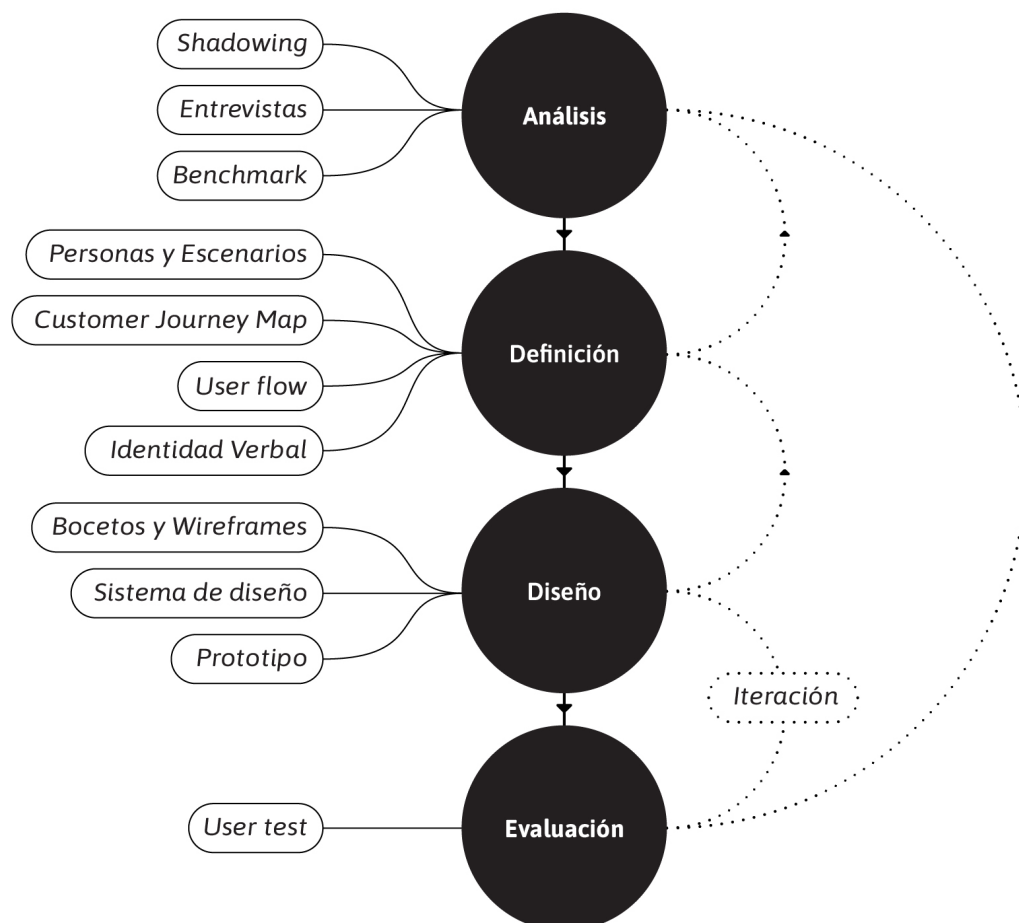 Shadowing
Entrevistas
Benchmark
Análisis
Personas y Escenarios
Customer Journey Map
User flow
Identidad Verbal
Definición
Bocetos y Wireframes
Sistema de diseño
Prototipo
Diseño
Iteración
User test
Evaluación